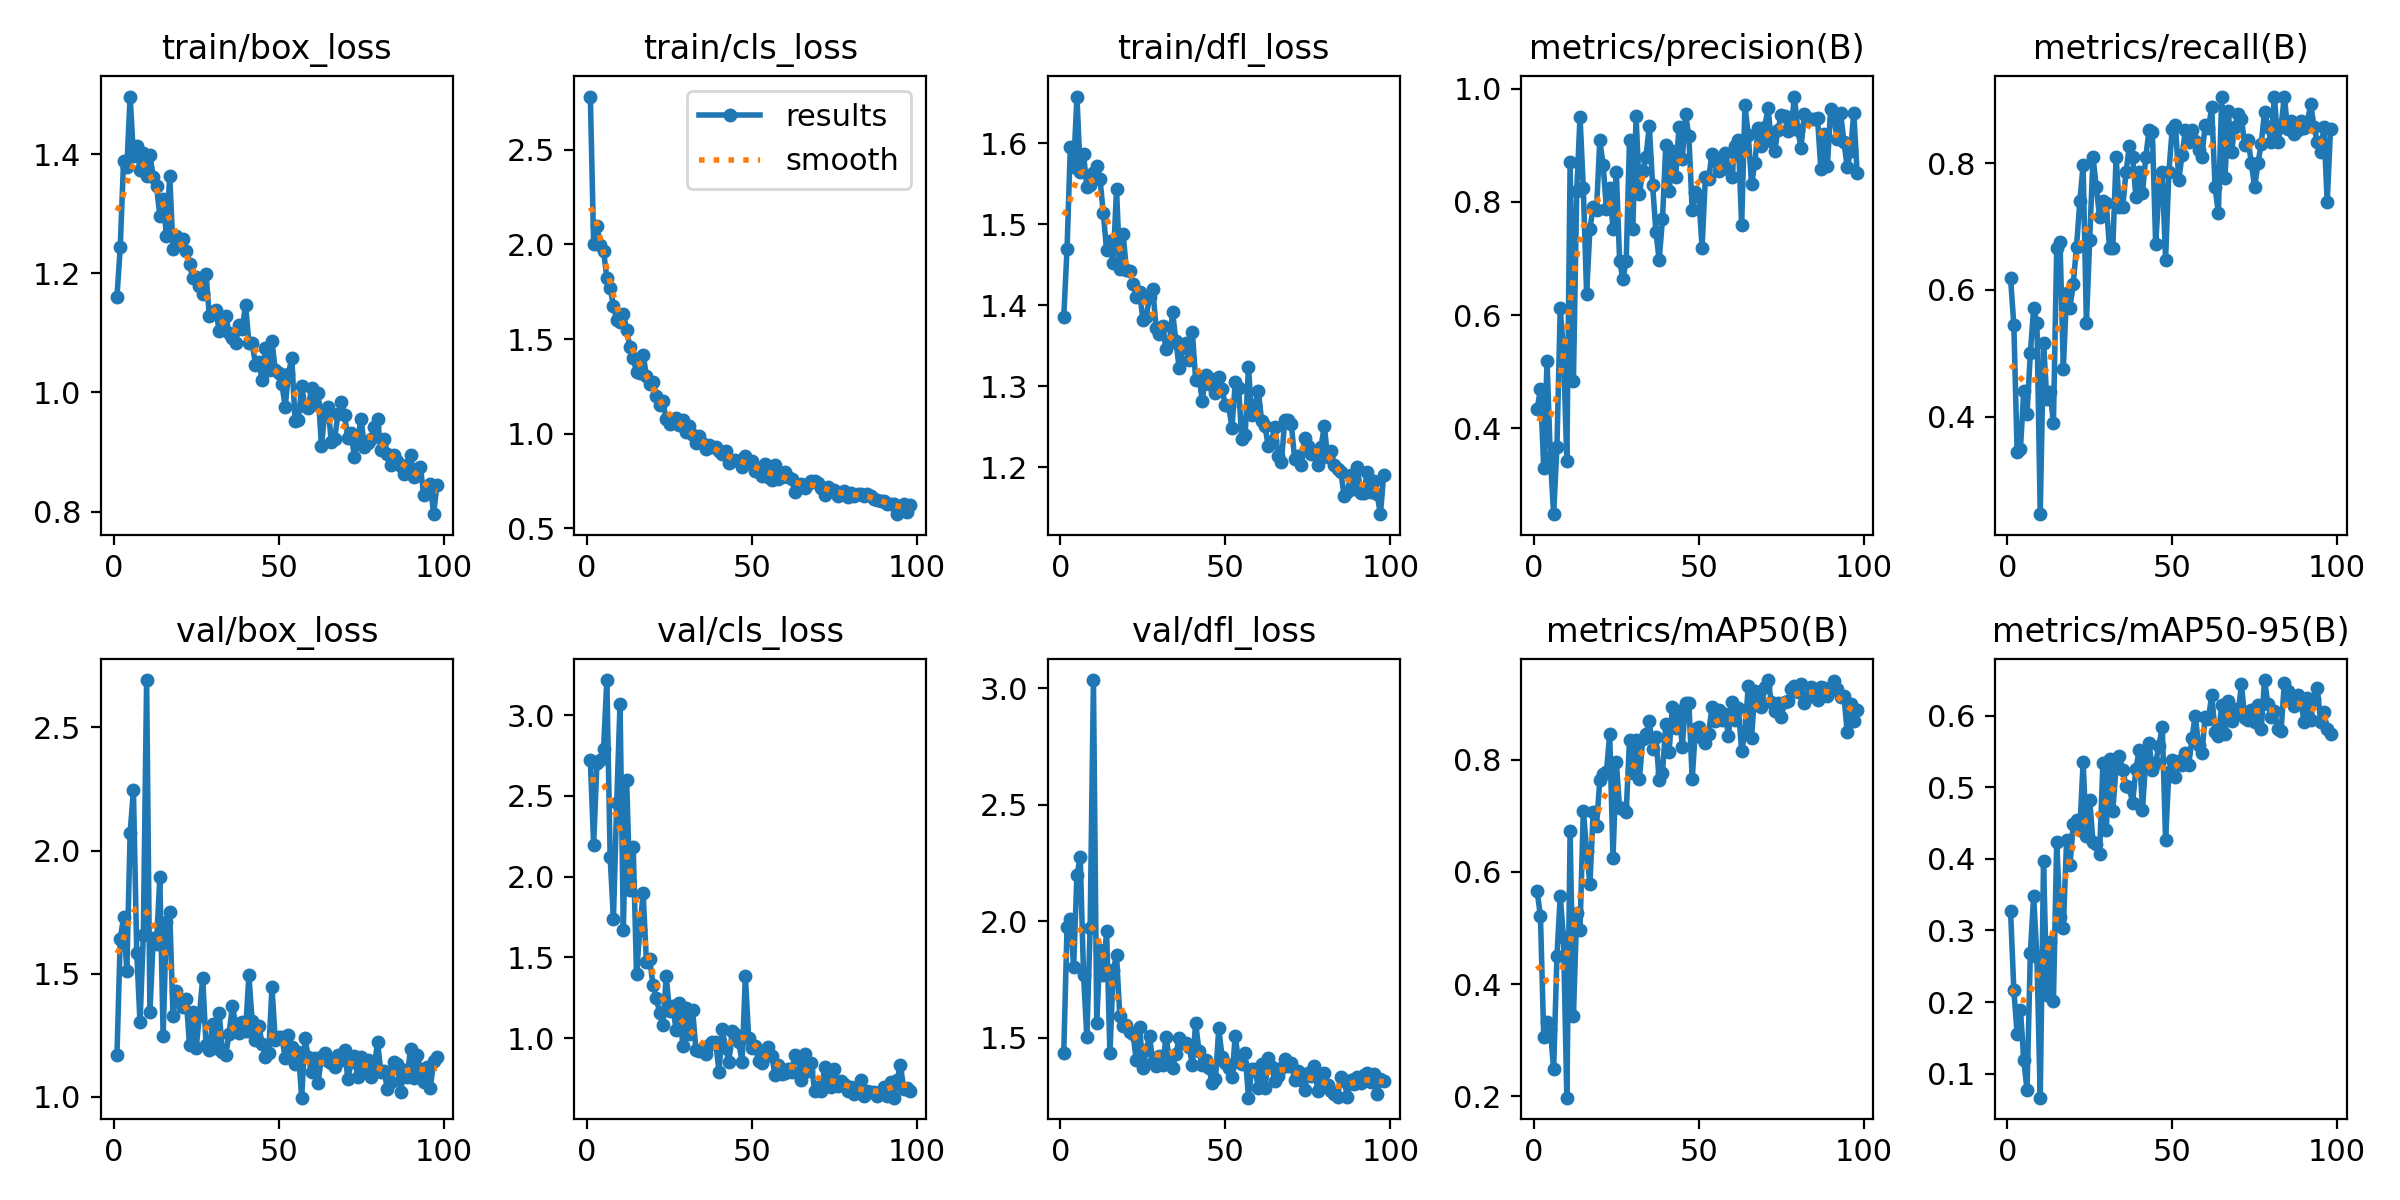 train/box_loss
1.4
1.2
1.0
0.8
0 50 100
train/cls_loss
results
smooth
2.5
2.0
1.5
1.0
0.5
0 50 100
train/dfl_loss
1.6
1.5
1.4
1.3
1.2
0 50 100
metrics/precision(B)
1.0
0.8
0.6
0.4
0 50 100
metrics/recall(B)
0.8
0.6
0.4
0 50 100
val/box_loss
2.5
2.0
1.5
1.0
0 50 100
val/cls_loss
3.0
2.5
2.0
1.5
1.0
0 50 100
val/dfl_loss
3.0
2.5
2.0
1.5
0 50 100
metrics/mAP50(B)
0.8
0.6
0.4
0.2
0 50 100
metrics/mAP50-95(B)
0.6
0.5
0.4
0.3
0.2
0.1
0 50 100